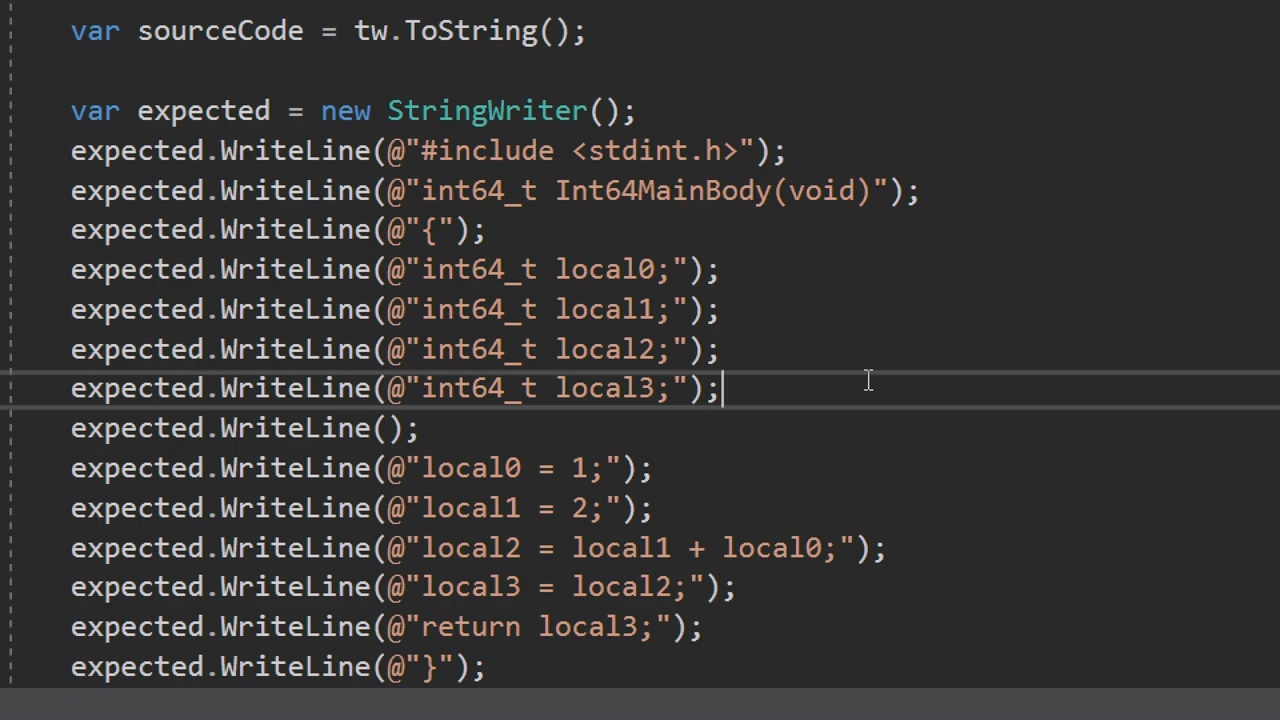 var sourceCode = tw.ToString();
var expected = new StringWriter();
expected.WriteLine(@"#include <stdint.h>");
expected.WriteLine(@"int64_t Int64MainBody(void)");
expected.WriteLine(@"{");
expected.WriteLine(@"int64_t local0;");
expected.WriteLine(@"int64_t local1;");
expected.WriteLine(@"int64_t local2;");
expected.WriteLine(@"int64_t local3;");
expected.WriteLine();
expected.WriteLine(@"local0 = 1;");
expected.WriteLine(@"local1 = 2;");
expected.WriteLine(@"local2 = local1 + local0;");
expected.WriteLine(@"local3 = local2;");
expected.WriteLine(@"return local3;");
expected.WriteLine(@"}");